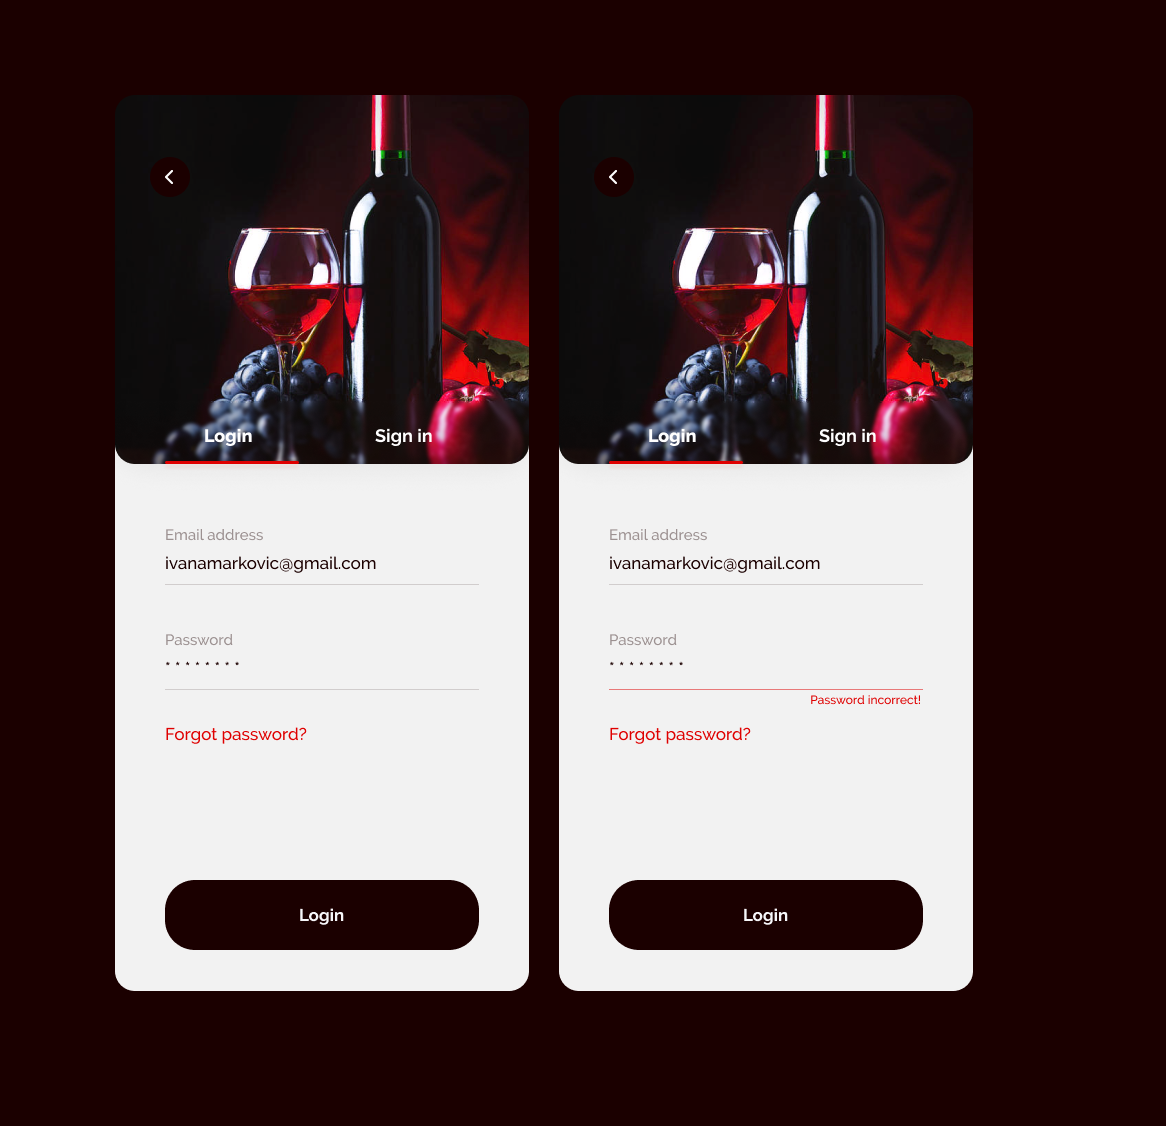 Login
Sign in
Email address
ivanamarkovic@gmail.com
Password
* * * * * * * *
Forgot password?
Login
Login
Sign in
Email address
ivanamarkovic@gmail.com
Password
* * * * * * * *
Password incorrect!
Forgot password?
Login